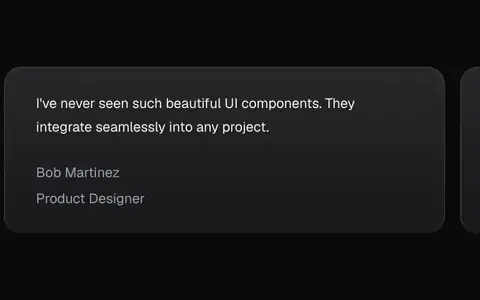 I've never seen such beautiful UI components. They
integrate seamlessly into any project.
Bob Martinez
Product Designer